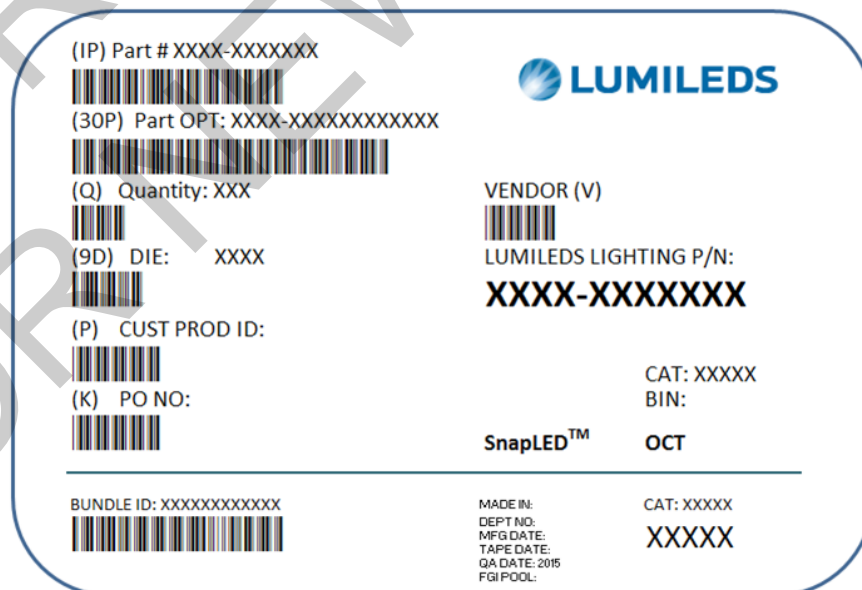 (IP) Part # XXXX-XXXXXXX
LUMILEDS
(30P) Part OPT: XXXX-XXXXXXXXXXXX
(Q) Quantity: XXX
VENDOR (V)
(9D) DIE: XXXX
LUMILEDS LIGHTING P/N:
XXXX-XXXXXXX
(P) CUST PROD ID:
CAT: XXXXX
(K) PO NO:
BIN:
SnapLED™ OCT
BUNDLE ID: XXXXXXXXXXXX
MADE IN:
CAT: XXXXX
DEPT NO:
MFG DATE:
XXXXX
TAPE DATE:
QA DATE: 2015
FGI POOL: